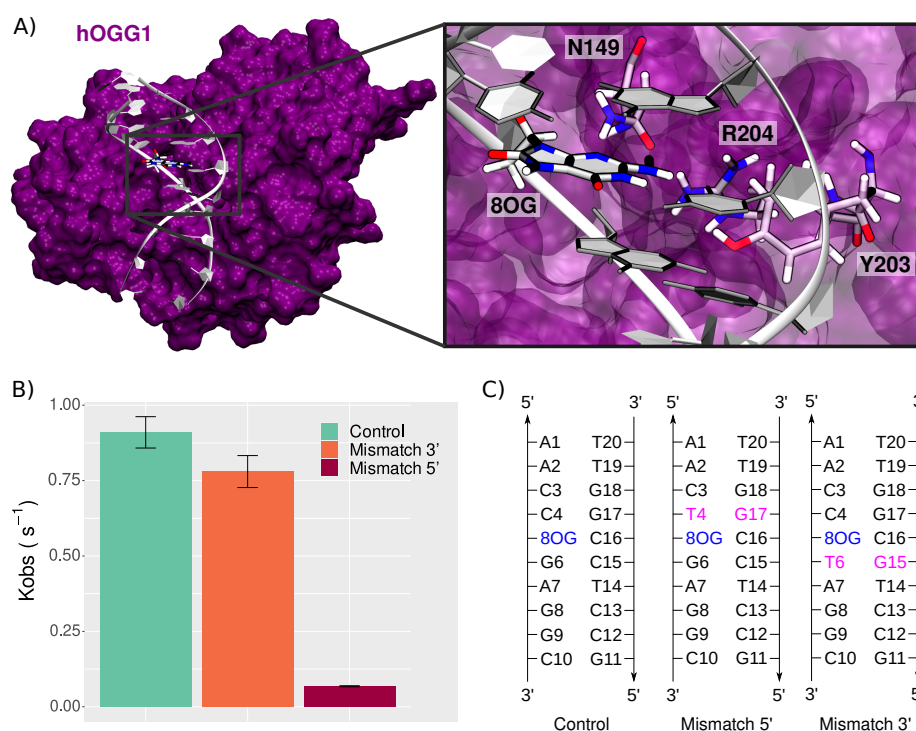 A)
hOGG1
N149
R204
8OG
Y203
B)
1.00
0.75
0.50
0.25
0.00
Kobs ( s−1)
Control
Mismatch 3'
Mismatch 5'
C)
5' 3' 5' 3' 5' 3'
A1 T20 A1 T20 A1 T20
A2 T19 A2 T19 A2 T19
C3 G18 C3 G18 C3 G18
C4 G17 T4 G17 C4 G17
8OG C16 8OG C16 8OG C16
G6 C15 G6 C15 T6 G15
A7 T14 A7 T14 A7 T14
G8 C13 G8 C13 G8 C13
G9 C12 G9 C12 G9 C12
C10 G11 C10 G11 C10 G11
3' 5' 3' 5' 3' 5'
Control Mismatch 5' Mismatch 3'